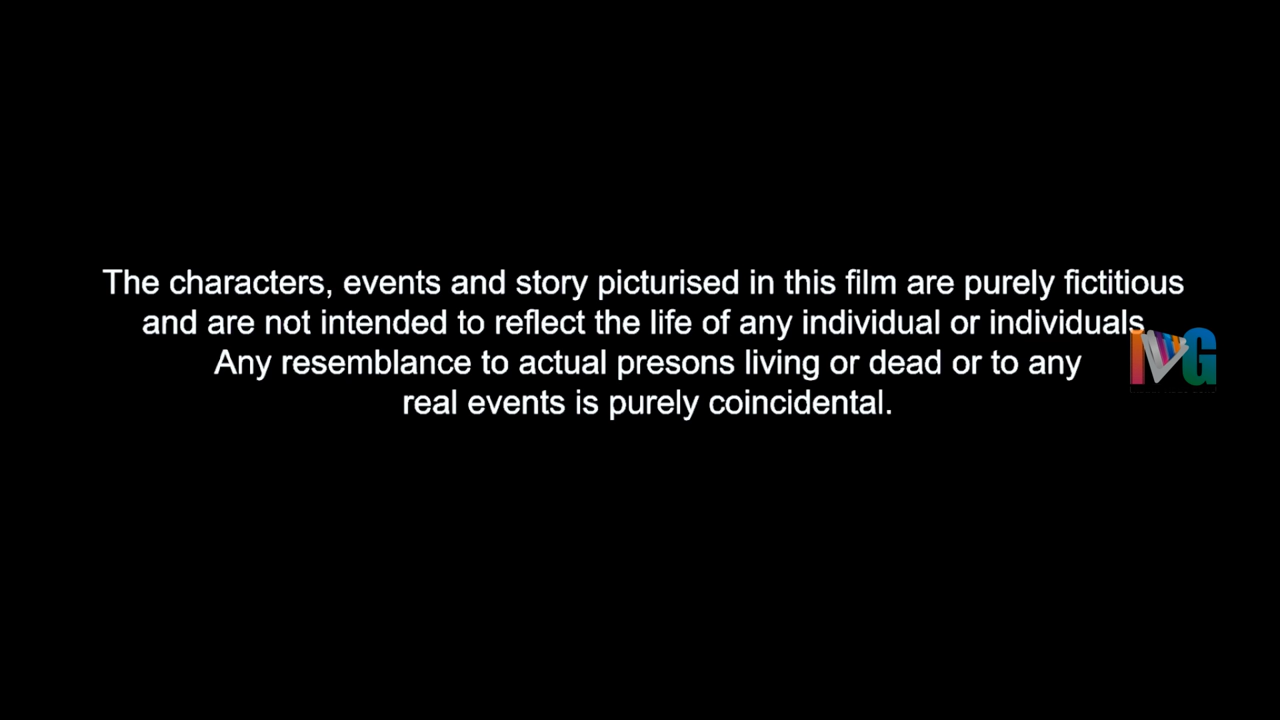 The characters, events and story picturised in this film are purely fictitious
and are not intended to reflect the life of any individual or individuals
Any resemblance to actual presons living or dead or to any
real events is purely coincidental.
IVG